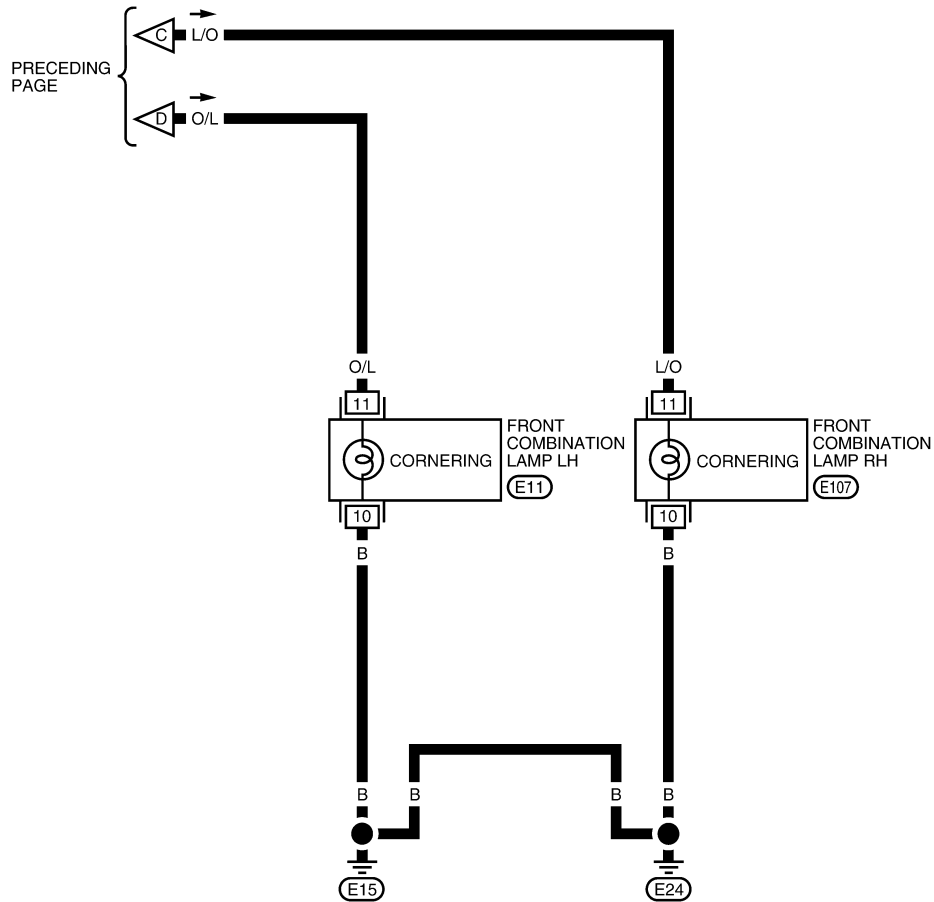 C L/O
PRECEDING
PAGE
D O/L
O/L L/O
11 11
CORNERING
FRONT
COMBINATION
LAMP LH
E11
CORNERING
FRONT
COMBINATION
LAMP RH
E107
10 10
B B
B B B B
E15 E24